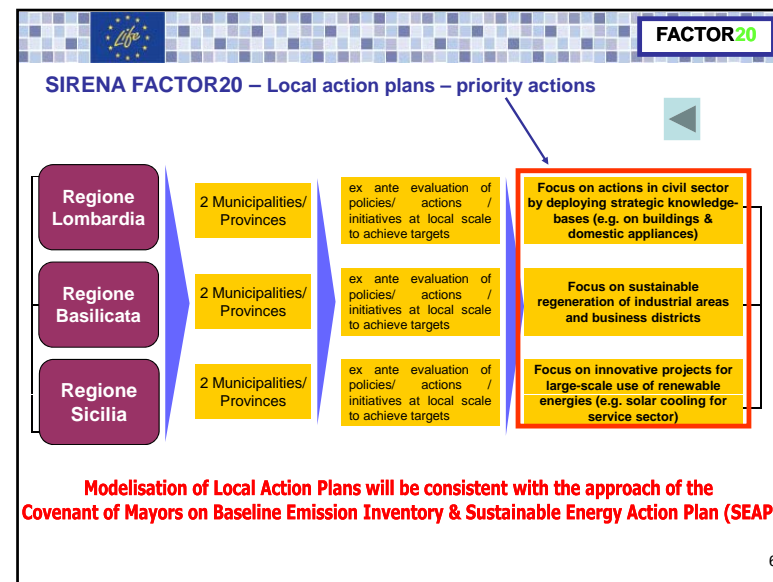 Life
FACTOR20
SIRENA FACTOR20 – Local action plans – priority actions
Regione
Lombardia
2 Municipalities/
Provinces
ex ante evaluation of
policies/ actions /
initiatives at local scale
to achieve targets
Focus on actions in civil sector
by deploying strategic knowledge-
bases (e.g. on buildings &
domestic appliances)
Regione
Basilicata
2 Municipalities/
Provinces
ex ante evaluation of
policies/ actions /
initiatives at local scale
to achieve targets
Focus on sustainable
regeneration of industrial areas
and business districts
Regione
Sicilia
2 Municipalities/
Provinces
ex ante evaluation of
policies/ actions /
initiatives at local scale
to achieve targets
Focus on innovative projects for
large-scale use of renewable
energies (e.g. solar cooling for
service sector)
Modelisation of Local Action Plans will be consistent with the approach of the
Covenant of Mayors on Baseline Emission Inventory & Sustainable Energy Action Plan (SEAP
6